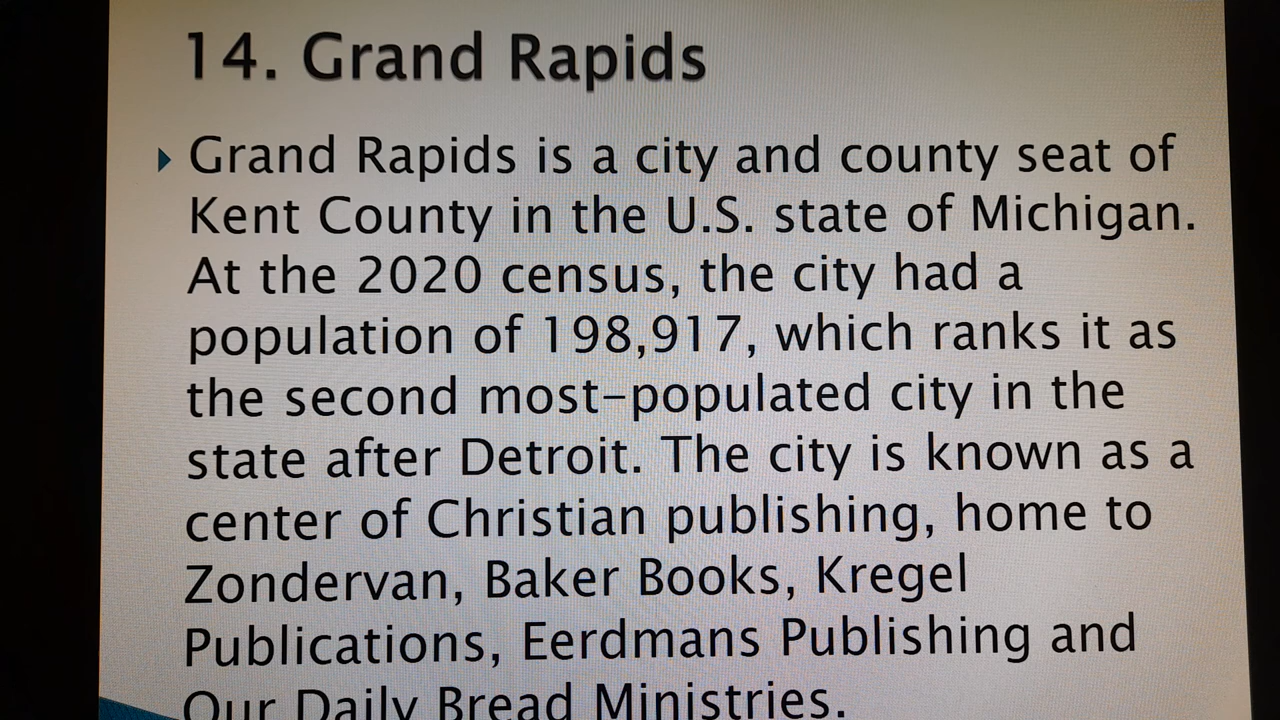 14. Grand Rapids
Grand Rapids is a city and county seat of
Kent County in the U.S. state of Michigan.
At the 2020 census, the city had a
population of 198,917, which ranks it as
the second most-populated city in the
state after Detroit. The city is known as a
center of Christian publishing, home to
Zondervan, Baker Books, Kregel
Publications, Eerdmans Publishing and
Our Daily Bread Ministries.